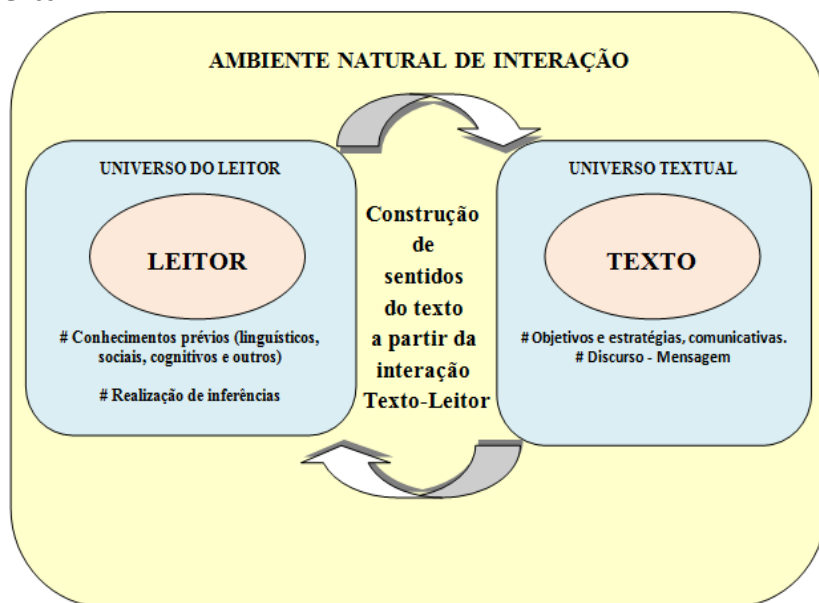 AMBIENTE NATURAL DE INTERAÇÃO
UNIVERSO DO LEITOR
LEITOR
# Conhecimentos prévios (linguísticos,
sociais, cognitivos e outros)
# Realização de inferências
Construção
de
sentidos
do texto
a partir da
interação
Texto-Leitor
UNIVERSO TEXTUAL
TEXTO
# Objetivos e estratégias, comunicativas.
# Discurso - Mensagem